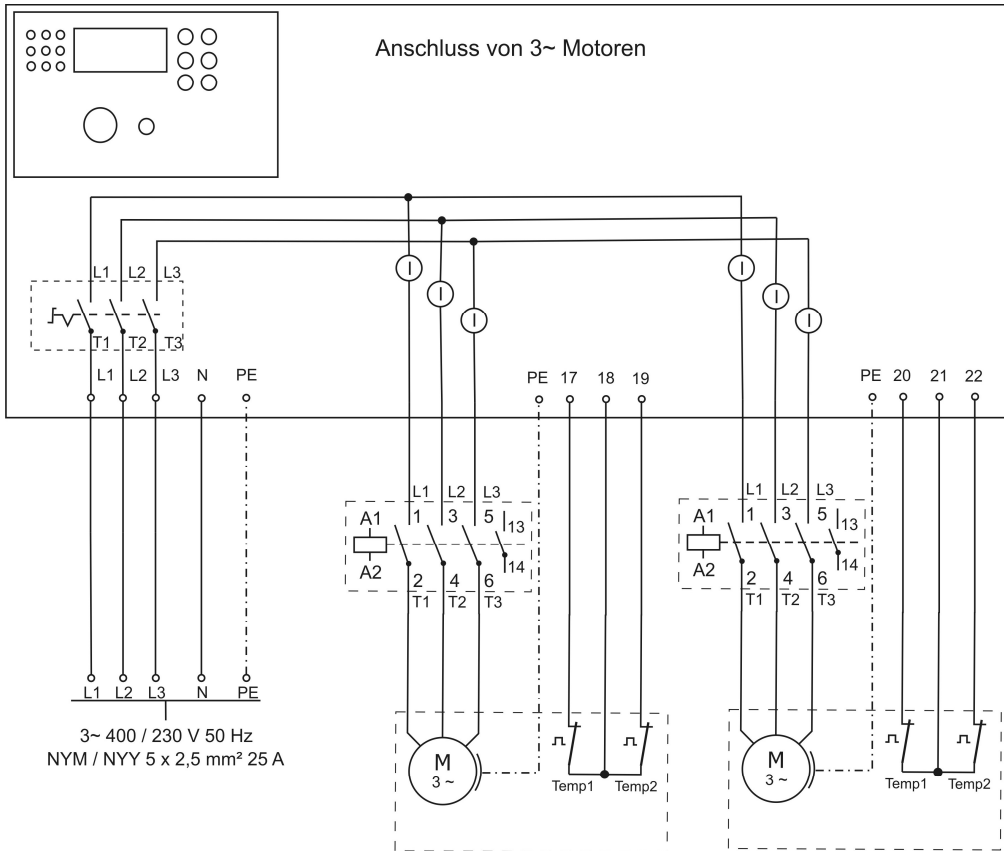 Anschluss von 3~ Motoren
I I
I I
I I
L1 L2 L3
T1 T2 T3
L1 L2 L3 N PE
PE 17 18 19
PE 20 21 22
L1 L2 L3
A1 1 3 5 13
A2 2 4 6 14
T1 T2 T3
L1 L2 L3
A1 1 3 5 13
A2 2 4 6 14
T1 T2 T3
L1 L2 L3 N PE
3~ 400 / 230 V 50 Hz
NYM / NYY 5 x 2,5 mm² 25 A
M
3 ~
Temp1 Temp2
M
3 ~
Temp1 Temp2